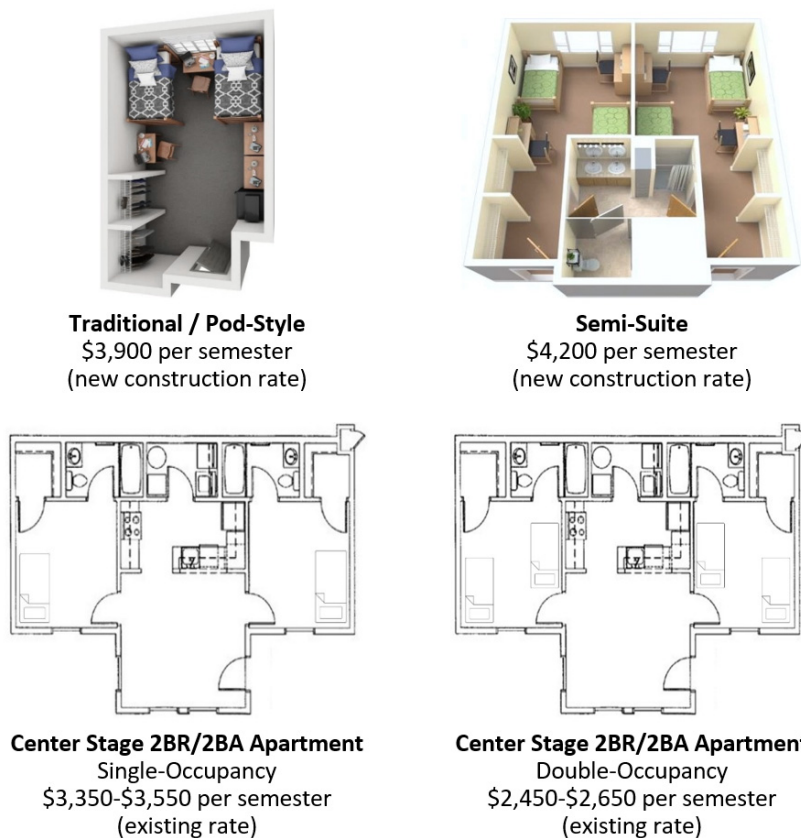 Traditional / Pod-Style
$3,900 per semester
(new construction rate)
Semi-Suite
$4,200 per semester
(new construction rate)
Center Stage 2BR/2BA Apartment
Single-Occupancy
$3,350-$3,550 per semester
(existing rate)
Center Stage 2BR/2BA Apartment
Double-Occupancy
$2,450-$2,650 per semester
(existing rate)